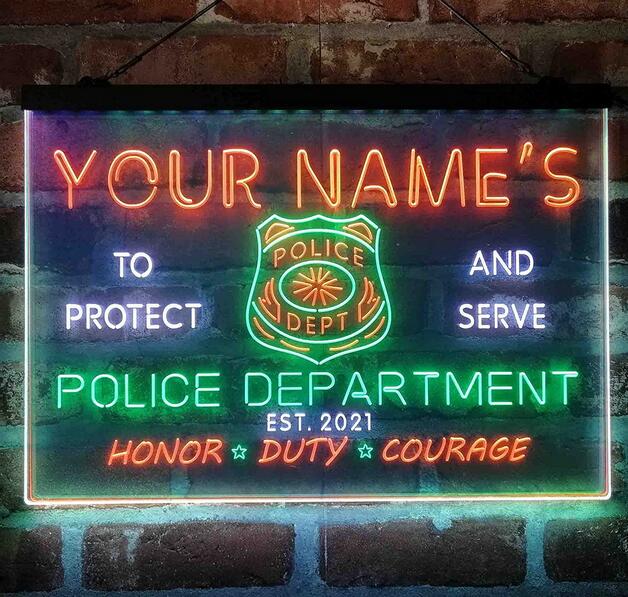 YOUR NAME'S
POLICE
DEPT
TO
PROTECT
AND
SERVE
POLICE DEPARTMENT
EST. 2021
HONOR ☆ DUTY ☆ COURAGE